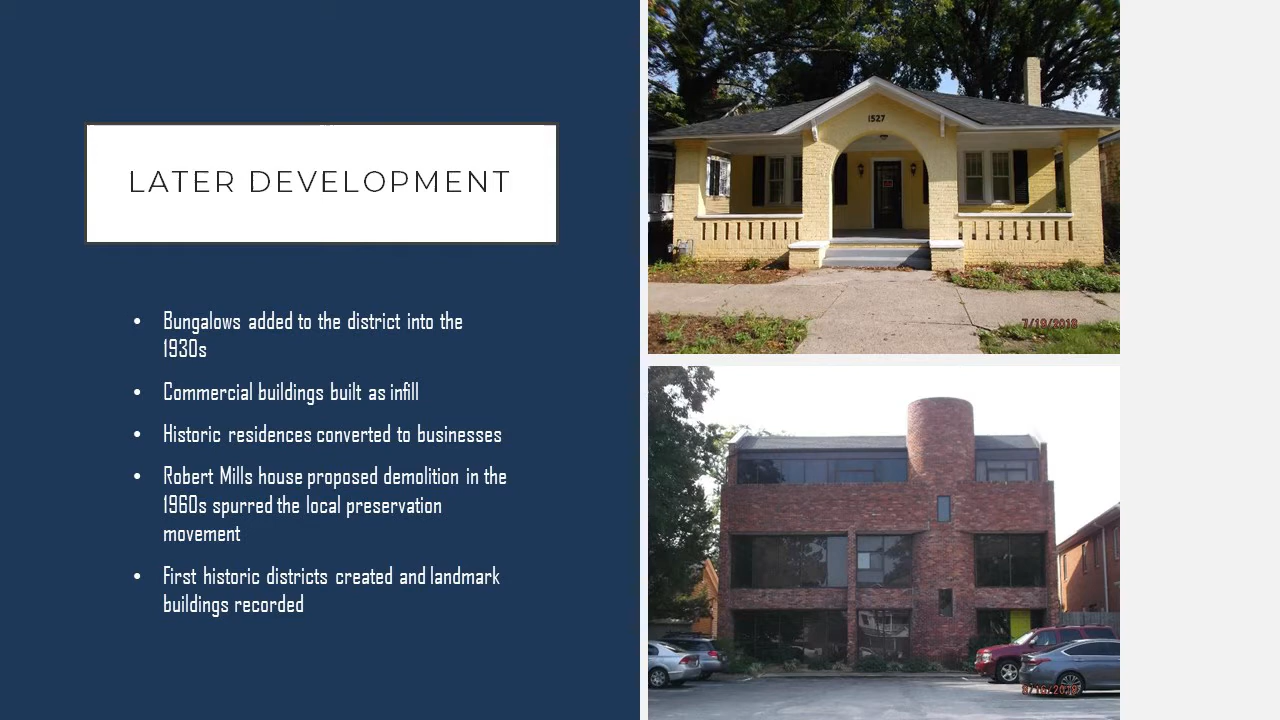 LATER DEVELOPMENT
• Bungalows added to the district into the
1930s
• Commercial buildings built as infill
• Historic residences converted to businesses
• Robert Mills house proposed demolition in the
1960s spurred the local preservation
movement
• First historic districts created and landmark
buildings recorded
1527
7/19/2018